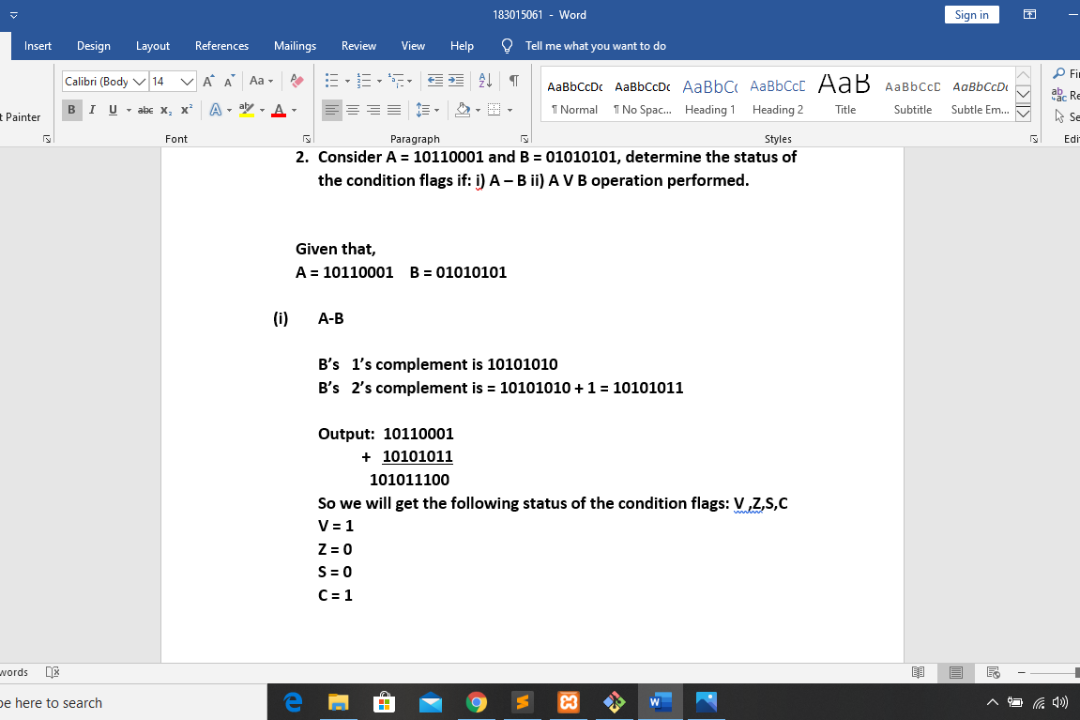 183015061 - Word
Sign in
Insert Design Layout References Mailings Review View Help Tell me what you want to do
Calibri (Body 14 A A Aa A
B I U abc x₂ x² A aby A
t Painter
AaBbCcDc AaBbCcDc AaBbCc AaBbCcD AaB AaBbCcD AaBbCcDc
¶ Normal ¶ No Spac... Heading 1 Heading 2 Title Subtitle Subtle Em...
Fi
Re
Se
Font Paragraph Styles Edi
2. Consider A = 10110001 and B = 01010101, determine the status of
the condition flags if: i) A – B ii) A V B operation performed.
Given that,
A = 10110001 B = 01010101
(i) A-B
B’s 1’s complement is 10101010
B’s 2’s complement is = 10101010 + 1 = 10101011
Output: 10110001
+ 10101011
101011100
So we will get the following status of the condition flags: V ,Z,S,C
V = 1
Z = 0
S = 0
C = 1
words
pe here to search